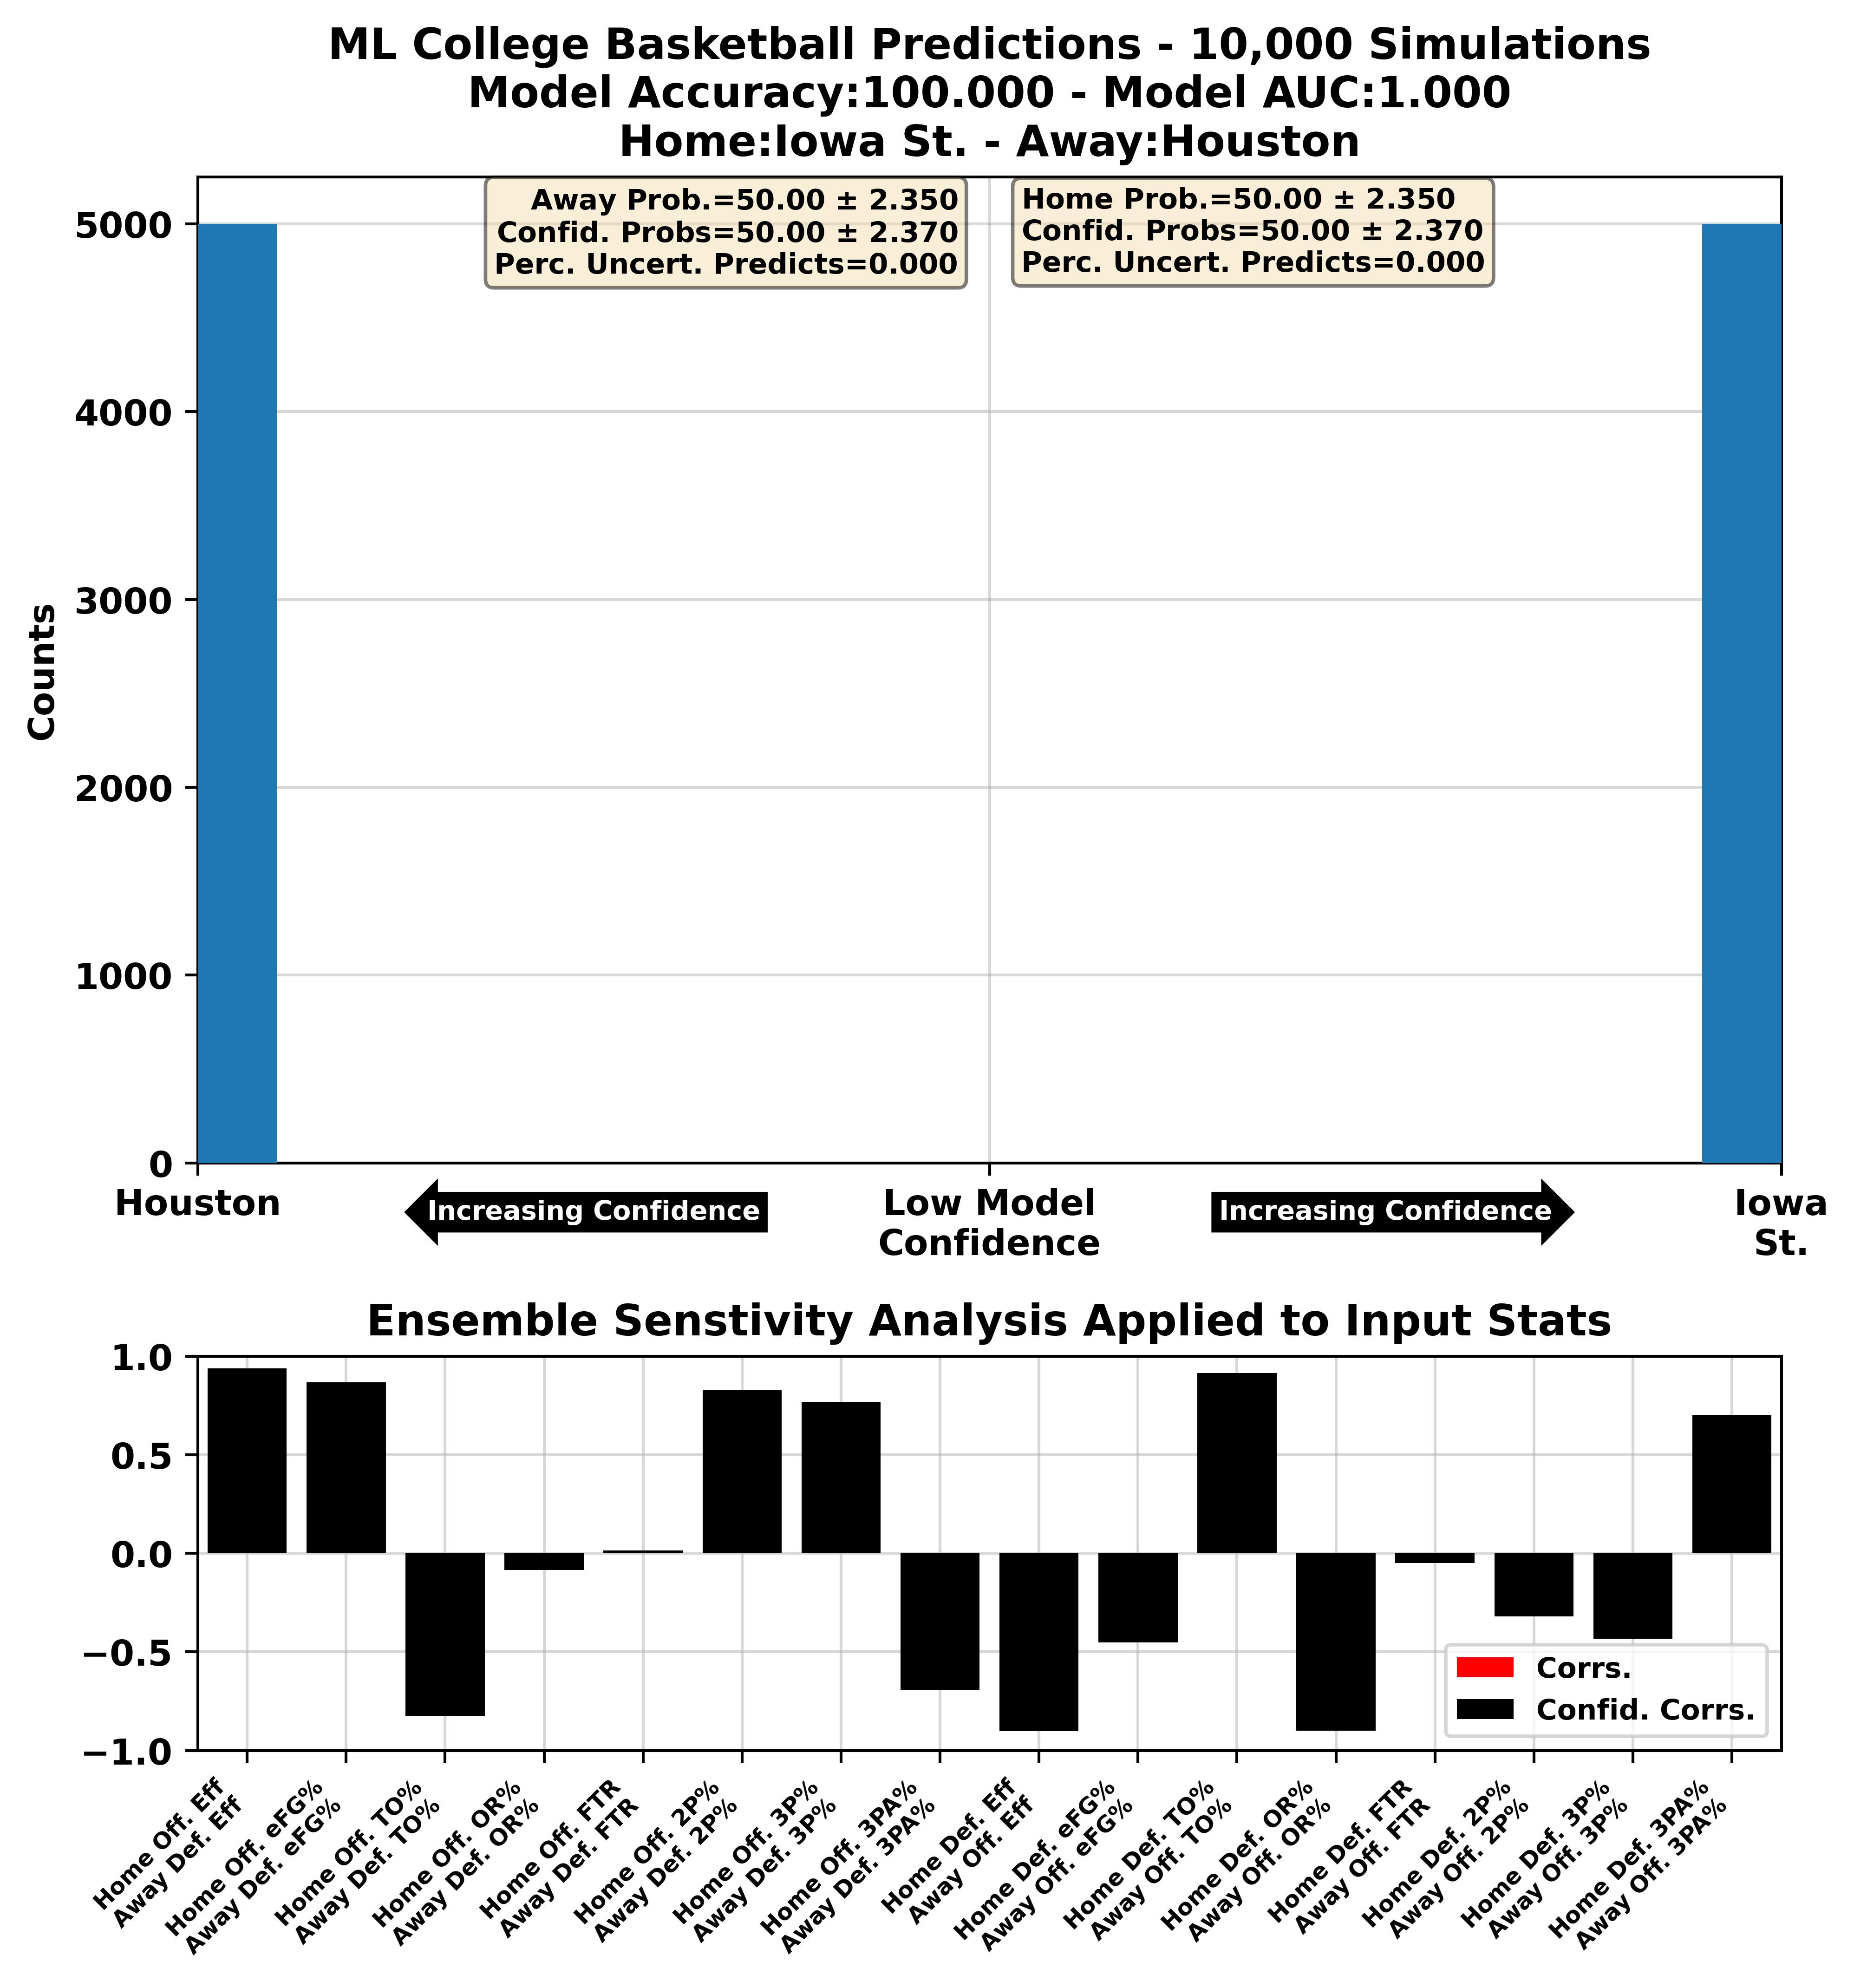 ML College Basketball Predictions - 10,000 Simulations
Model Accuracy:100.000 - Model AUC:1.000
Home:Iowa St. - Away:Houston
Away Prob.=50.00 ± 2.350
Confid. Probs=50.00 ± 2.370
Perc. Uncert. Predicts=0.000
Home Prob.=50.00 ± 2.350
Confid. Probs=50.00 ± 2.370
Perc. Uncert. Predicts=0.000
Counts
5000
4000
3000
2000
1000
0
Houston
Increasing Confidence
Low Model
Confidence
Increasing Confidence
Iowa
St.
Ensemble Senstivity Analysis Applied to Input Stats
1.0
0.5
0.0
−0.5
−1.0
Corrs.
Confid. Corrs.
Home Off. Eff
Away Def. Eff
Home Off. eFG%
Away Def. eFG%
Home Off. TO%
Away Def. TO%
Home Off. OR%
Away Def. OR%
Home Off. FTR
Away Def. FTR
Home Off. 2P%
Away Def. 2P%
Home Off. 3P%
Away Def. 3P%
Home Off. 3PA%
Away Def. 3PA%
Home Def. Eff
Away Off. Eff
Home Def. eFG%
Away Off. eFG%
Home Def. TO%
Away Off. TO%
Home Def. OR%
Away Off. OR%
Home Def. FTR
Away Off. FTR
Home Def. 2P%
Away Off. 2P%
Home Def. 3P%
Away Off. 3P%
Home Def. 3PA%
Away Off. 3PA%